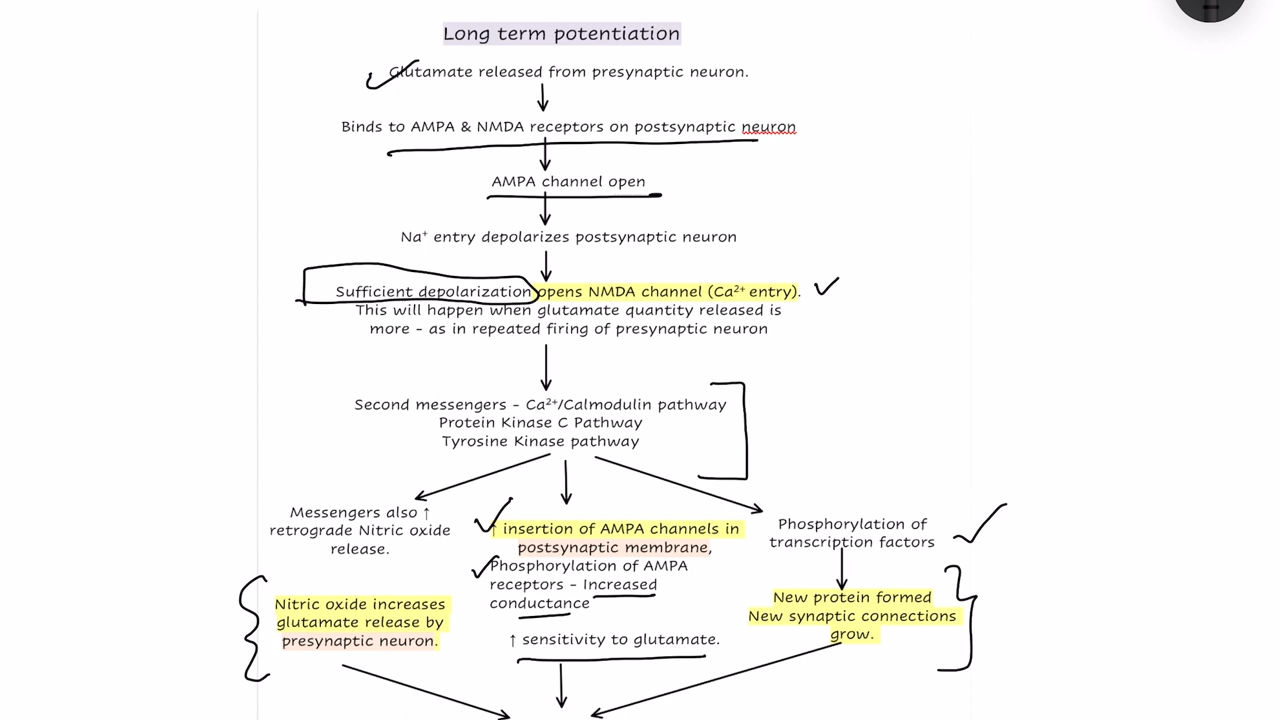 Long term potentiation
Glutamate released from presynaptic neuron.
Binds to AMPA & NMDA receptors on postsynaptic neuron
AMPA channel open
Na⁺ entry depolarizes postsynaptic neuron
Sufficient depolarization opens NMDA channel (Ca²⁺ entry).
This will happen when glutamate quantity released is
more - as in repeated firing of presynaptic neuron
Second messengers - Ca²⁺/Calmodulin pathway
Protein Kinase C Pathway
Tyrosine Kinase pathway
Messengers also ↑
retrograde Nitric oxide
release.
Nitric oxide increases
glutamate release by
presynaptic neuron.
↑ insertion of AMPA channels in
postsynaptic membrane,
Phosphorylation of AMPA
receptors - Increased
conductance
↑ sensitivity to glutamate.
Phosphorylation of
transcription factors
New protein formed
New synaptic connections
grow.